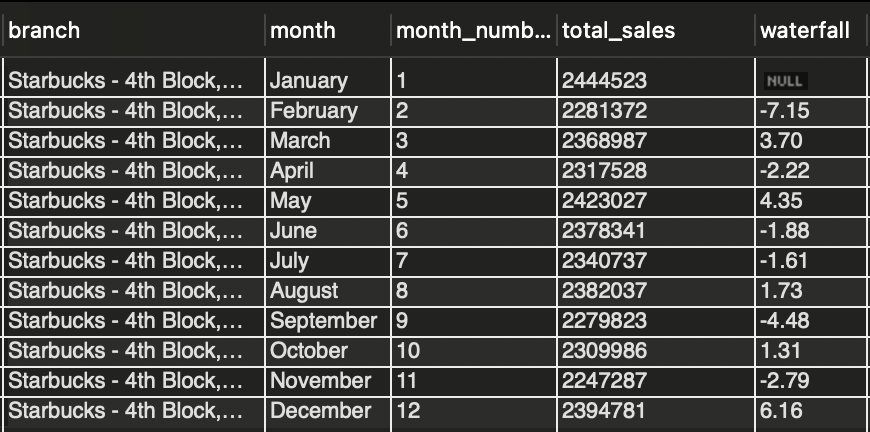 branch month month_numb... total_sales waterfall
Starbucks - 4th Block,... January 1 2444523 NULL
Starbucks - 4th Block,... February 2 2281372 -7.15
Starbucks - 4th Block,... March 3 2368987 3.70
Starbucks - 4th Block,... April 4 2317528 -2.22
Starbucks - 4th Block,... May 5 2423027 4.35
Starbucks - 4th Block,... June 6 2378341 -1.88
Starbucks - 4th Block,... July 7 2340737 -1.61
Starbucks - 4th Block,... August 8 2382037 1.73
Starbucks - 4th Block,... September 9 2279823 -4.48
Starbucks - 4th Block,... October 10 2309986 1.31
Starbucks - 4th Block,... November 11 2247287 -2.79
Starbucks - 4th Block,... December 12 2394781 6.16